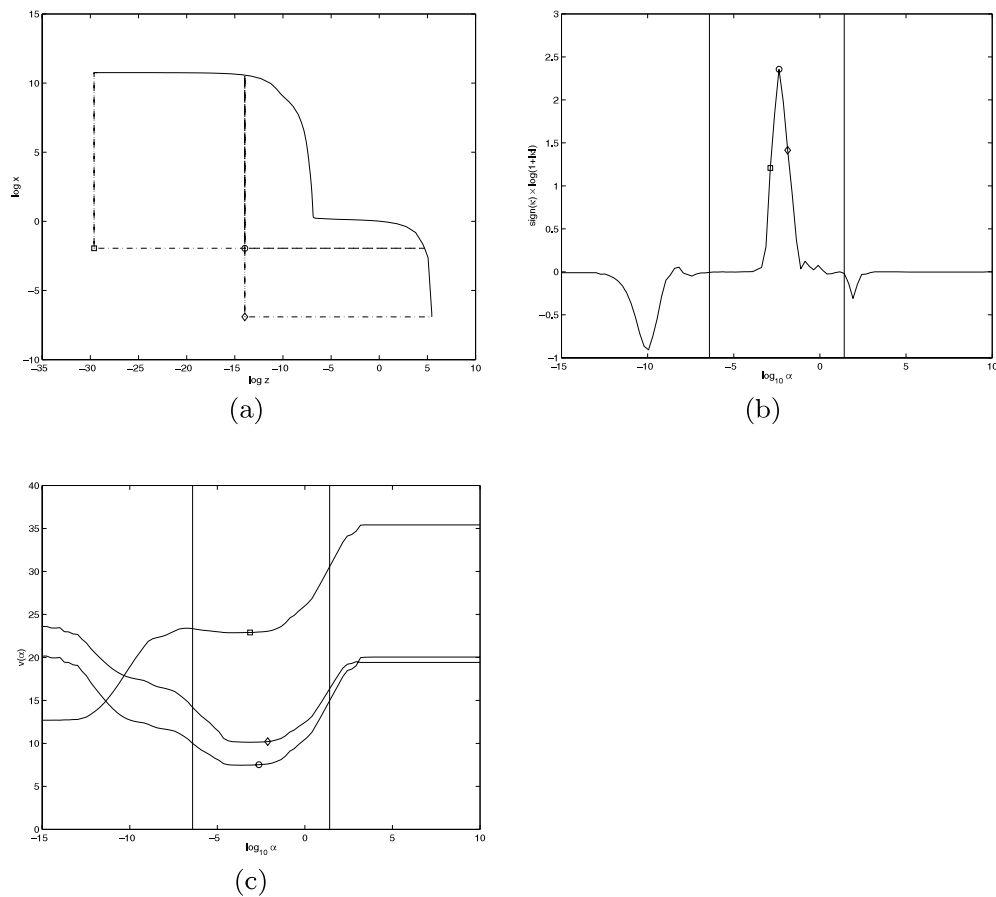 15
10
5
0
−5
−10
log x
−35 −30 −25 −20 −15 −10 −5 0 5 10
log z
(a)
3
2.5
2
1.5
1
0.5
0
−0.5
−1
sign(κ) × log(1+|κ|)
−15 −10 −5 0 5 10
log10 α
(b)
40
35
30
25
20
15
10
5
0
v(α)
−15 −10 −5 0 5 10
log10 α
(c)